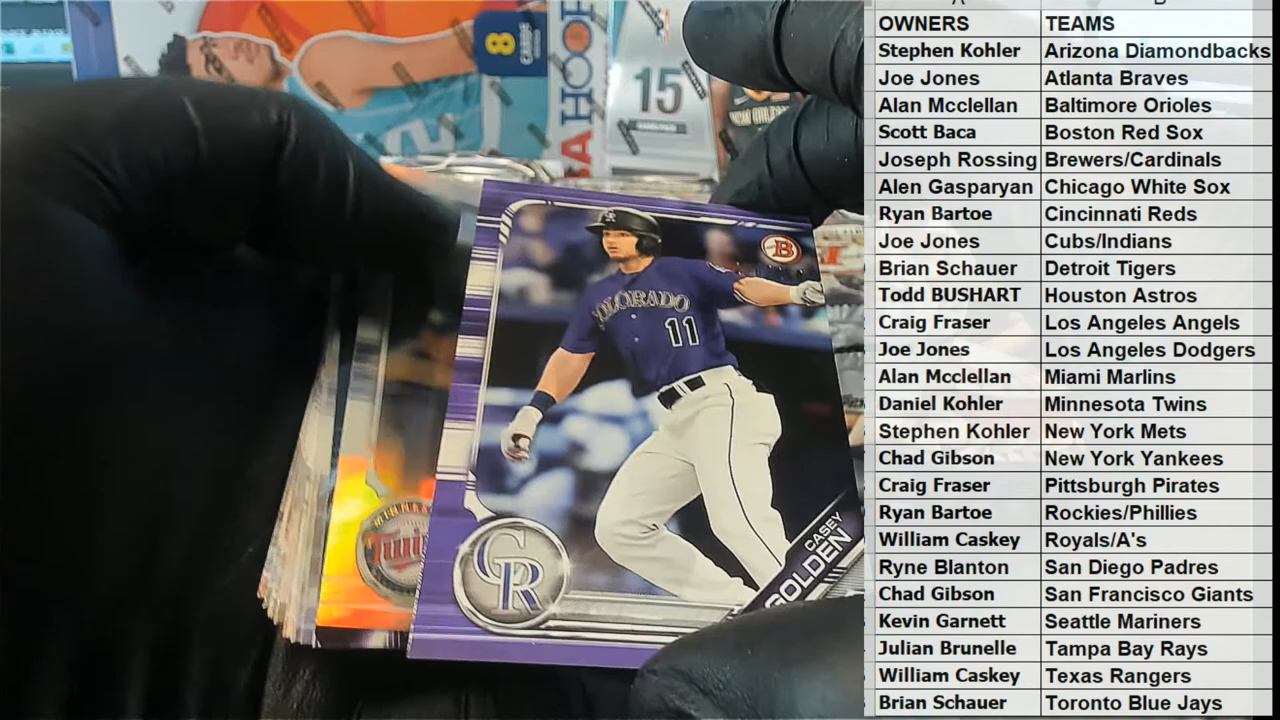 8
CARDS
15
B
COLORADO
11
CASEY
GOLDEN
CR
Twins
OWNERS TEAMS
Stephen Kohler Arizona Diamondbacks
Joe Jones Atlanta Braves
Alan Mcclellan Baltimore Orioles
Scott Baca Boston Red Sox
Joseph Rossing Brewers/Cardinals
Alen Gasparyan Chicago White Sox
Ryan Bartoe Cincinnati Reds
Joe Jones Cubs/Indians
Brian Schauer Detroit Tigers
Todd BUSHART Houston Astros
Craig Fraser Los Angeles Angels
Joe Jones Los Angeles Dodgers
Alan Mcclellan Miami Marlins
Daniel Kohler Minnesota Twins
Stephen Kohler New York Mets
Chad Gibson New York Yankees
Craig Fraser Pittsburgh Pirates
Ryan Bartoe Rockies/Phillies
William Caskey Royals/A's
Ryne Blanton San Diego Padres
Chad Gibson San Francisco Giants
Kevin Garnett Seattle Mariners
Julian Brunelle Tampa Bay Rays
William Caskey Texas Rangers
Brian Schauer Toronto Blue Jays